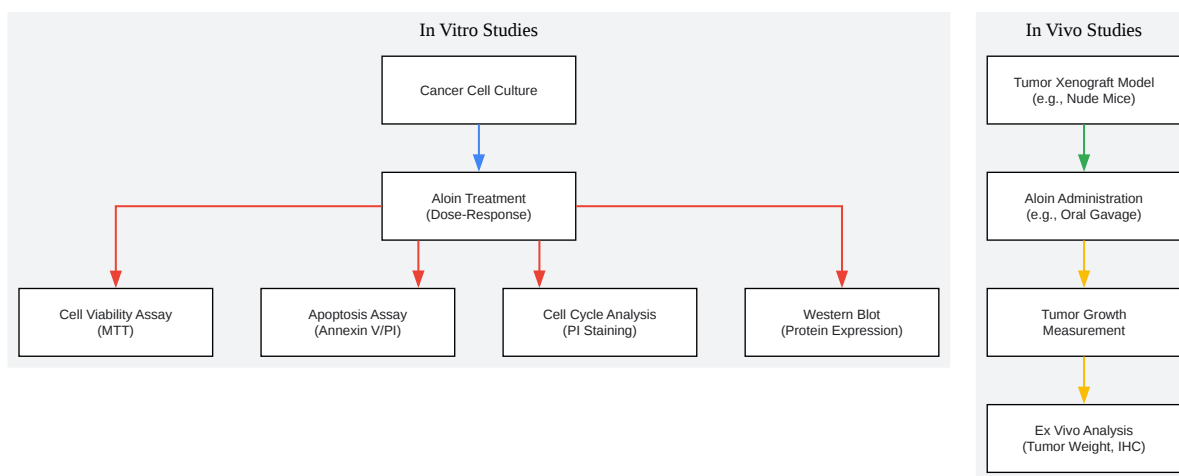 In Vitro Studies
Cancer Cell Culture
Aloin Treatment
(Dose-Response)
Cell Viability Assay
(MTT)
Apoptosis Assay
(Annexin V/PI)
Cell Cycle Analysis
(PI Staining)
Western Blot
(Protein Expression)
In Vivo Studies
Tumor Xenograft Model
(e.g., Nude Mice)
Aloin Administration
(e.g., Oral Gavage)
Tumor Growth
Measurement
Ex Vivo Analysis
(Tumor Weight, IHC)